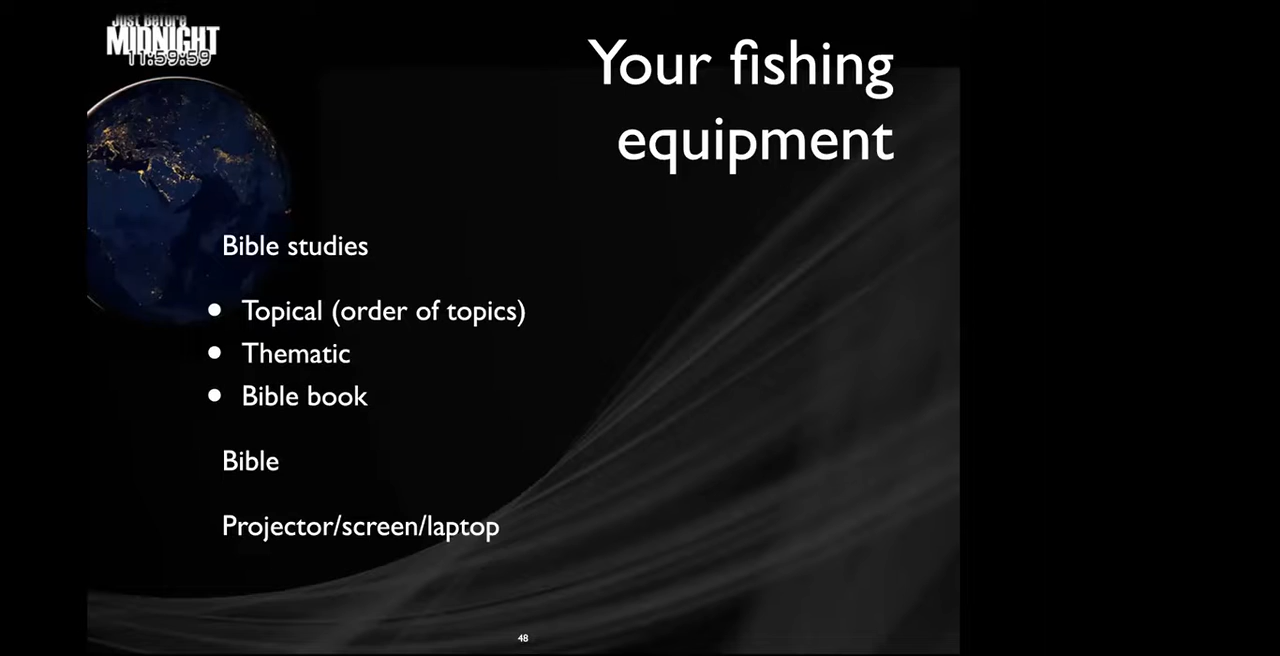 Just Before
MIDNIGHT
11:59:59
Your fishing
equipment
Bible studies
• Topical (order of topics)
• Thematic
• Bible book
Bible
Projector/screen/laptop
48